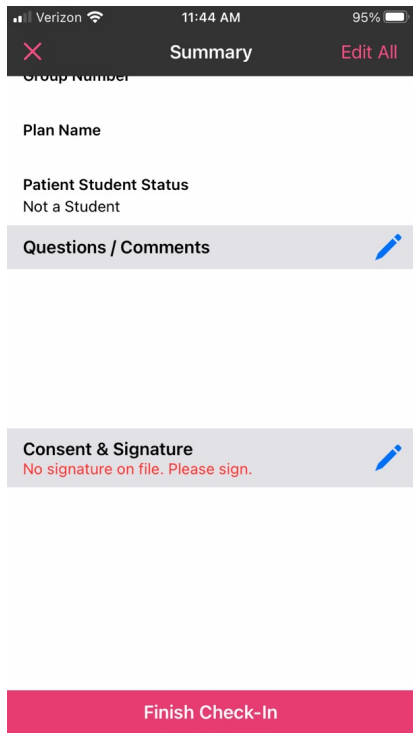 Verizon 11:44 AM 95%
Summary Edit All
Group Number
Plan Name
Patient Student Status
Not a Student
Questions / Comments
Consent & Signature
No signature on file. Please sign.
Finish Check-In